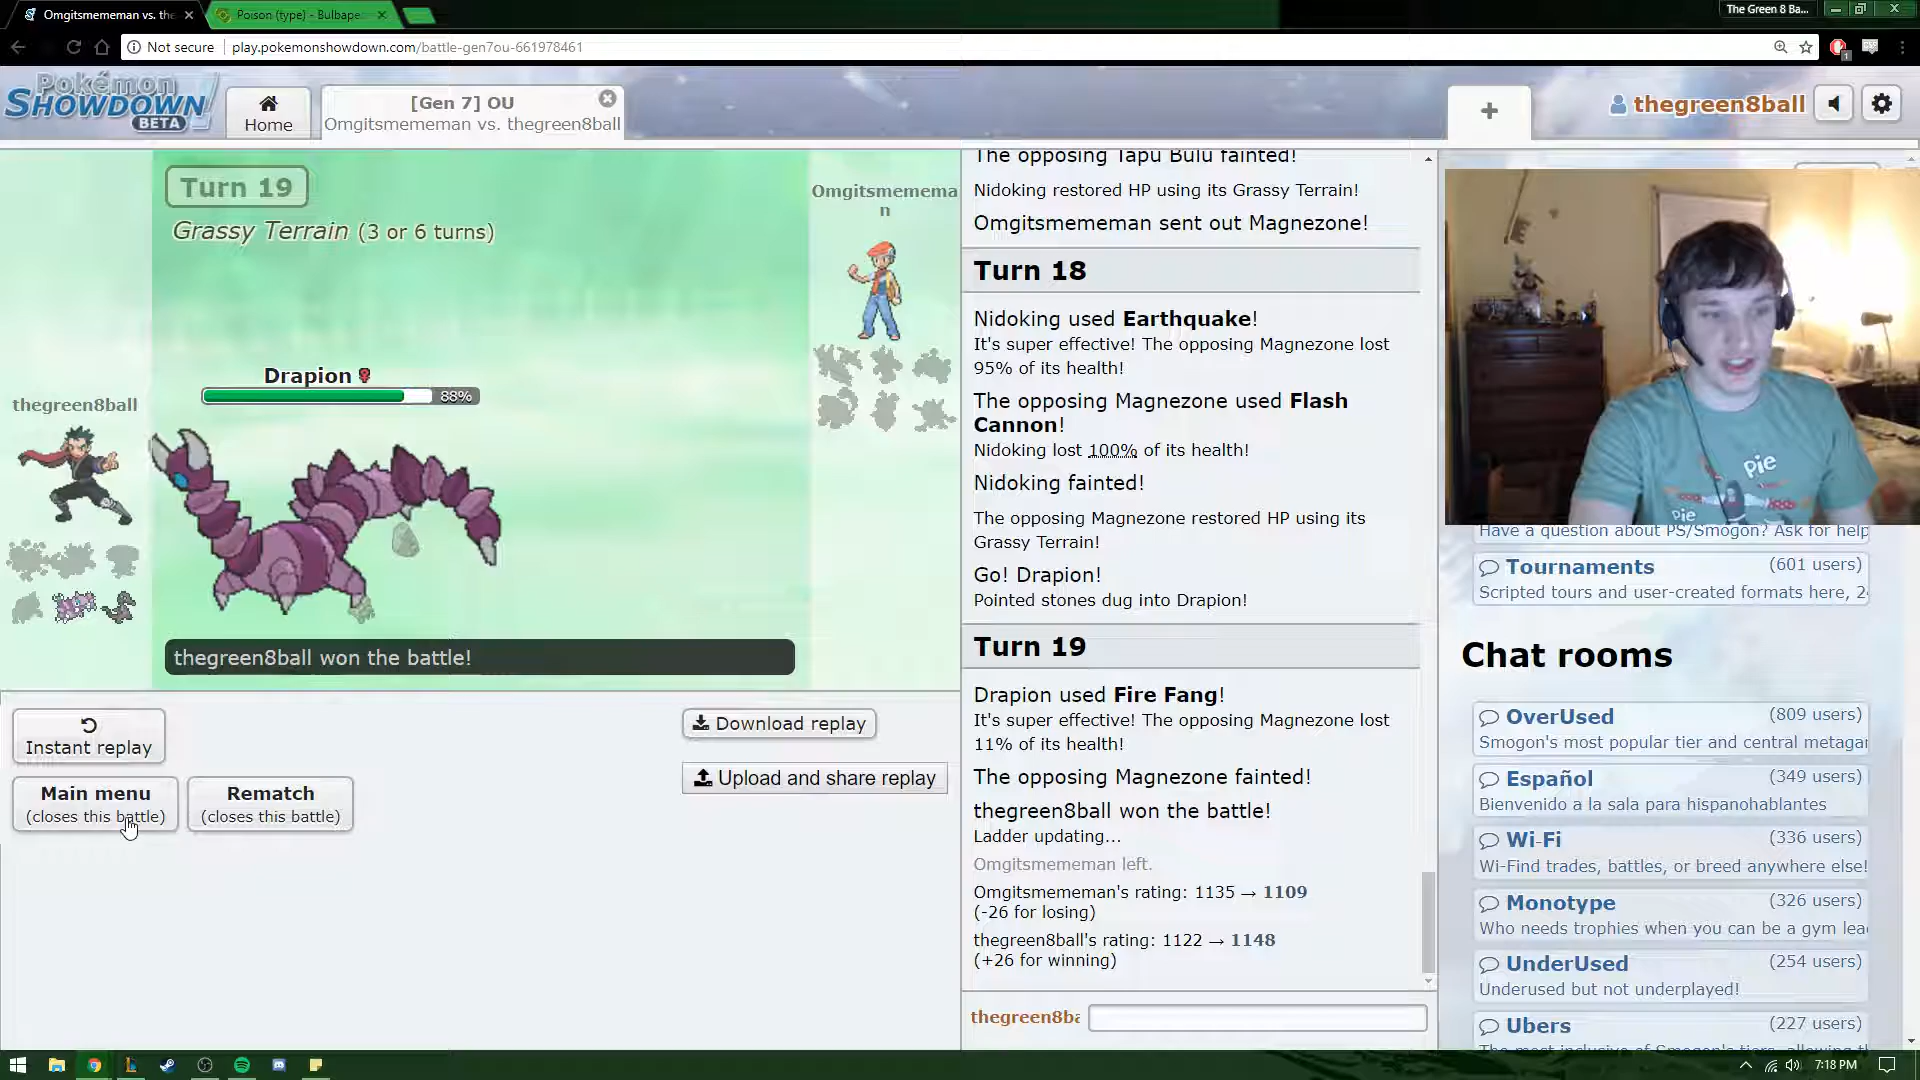 Omgitsmememan vs. the
Poison (type) - Bulbape
The Green 8 Ba...
Not secure
play.pokemonshowdown.com/battle-gen7ou-661978461
1
Pokémon
SHOWDOWN
BETA
Home
[Gen 7] OU
Omgitsmememan vs. thegreen8ball
+
thegreen8ball
Turn 19
Grassy Terrain (3 or 6 turns)
Omgitsmemema
n
Drapion
88%
thegreen8ball
thegreen8ball won the battle!
Instant replay
Download replay
Upload and share replay
Main menu
(closes this battle)
Rematch
(closes this battle)
The opposing Tapu Bulu fainted!
Nidoking restored HP using its Grassy Terrain!
Omgitsmememan sent out Magnezone!
Turn 18
Nidoking used Earthquake!
It's super effective! The opposing Magnezone lost
95% of its health!
The opposing Magnezone used Flash
Cannon!
Nidoking lost 100% of its health!
Nidoking fainted!
The opposing Magnezone restored HP using its
Grassy Terrain!
Go! Drapion!
Pointed stones dug into Drapion!
Turn 19
Drapion used Fire Fang!
It's super effective! The opposing Magnezone lost
11% of its health!
The opposing Magnezone fainted!
thegreen8ball won the battle!
Ladder updating...
Omgitsmememan left.
Omgitsmememan's rating: 1135 → 1109
(-26 for losing)
thegreen8ball's rating: 1122 → 1148
(+26 for winning)
thegreen8ba
Pie
Pie
Have a question about PS/Smogon? Ask for help
Tournaments
(601 users)
Scripted tours and user-created formats here, 2
Chat rooms
OverUsed
(809 users)
Smogon's most popular tier and central metagar
Español
(349 users)
Bienvenido a la sala para hispanohablantes
Wi-Fi
(336 users)
Wi-Find trades, battles, or breed anywhere else!
Monotype
(326 users)
Who needs trophies when you can be a gym lea
UnderUsed
(254 users)
Underused but not underplayed!
Ubers
(227 users)
7:18 PM